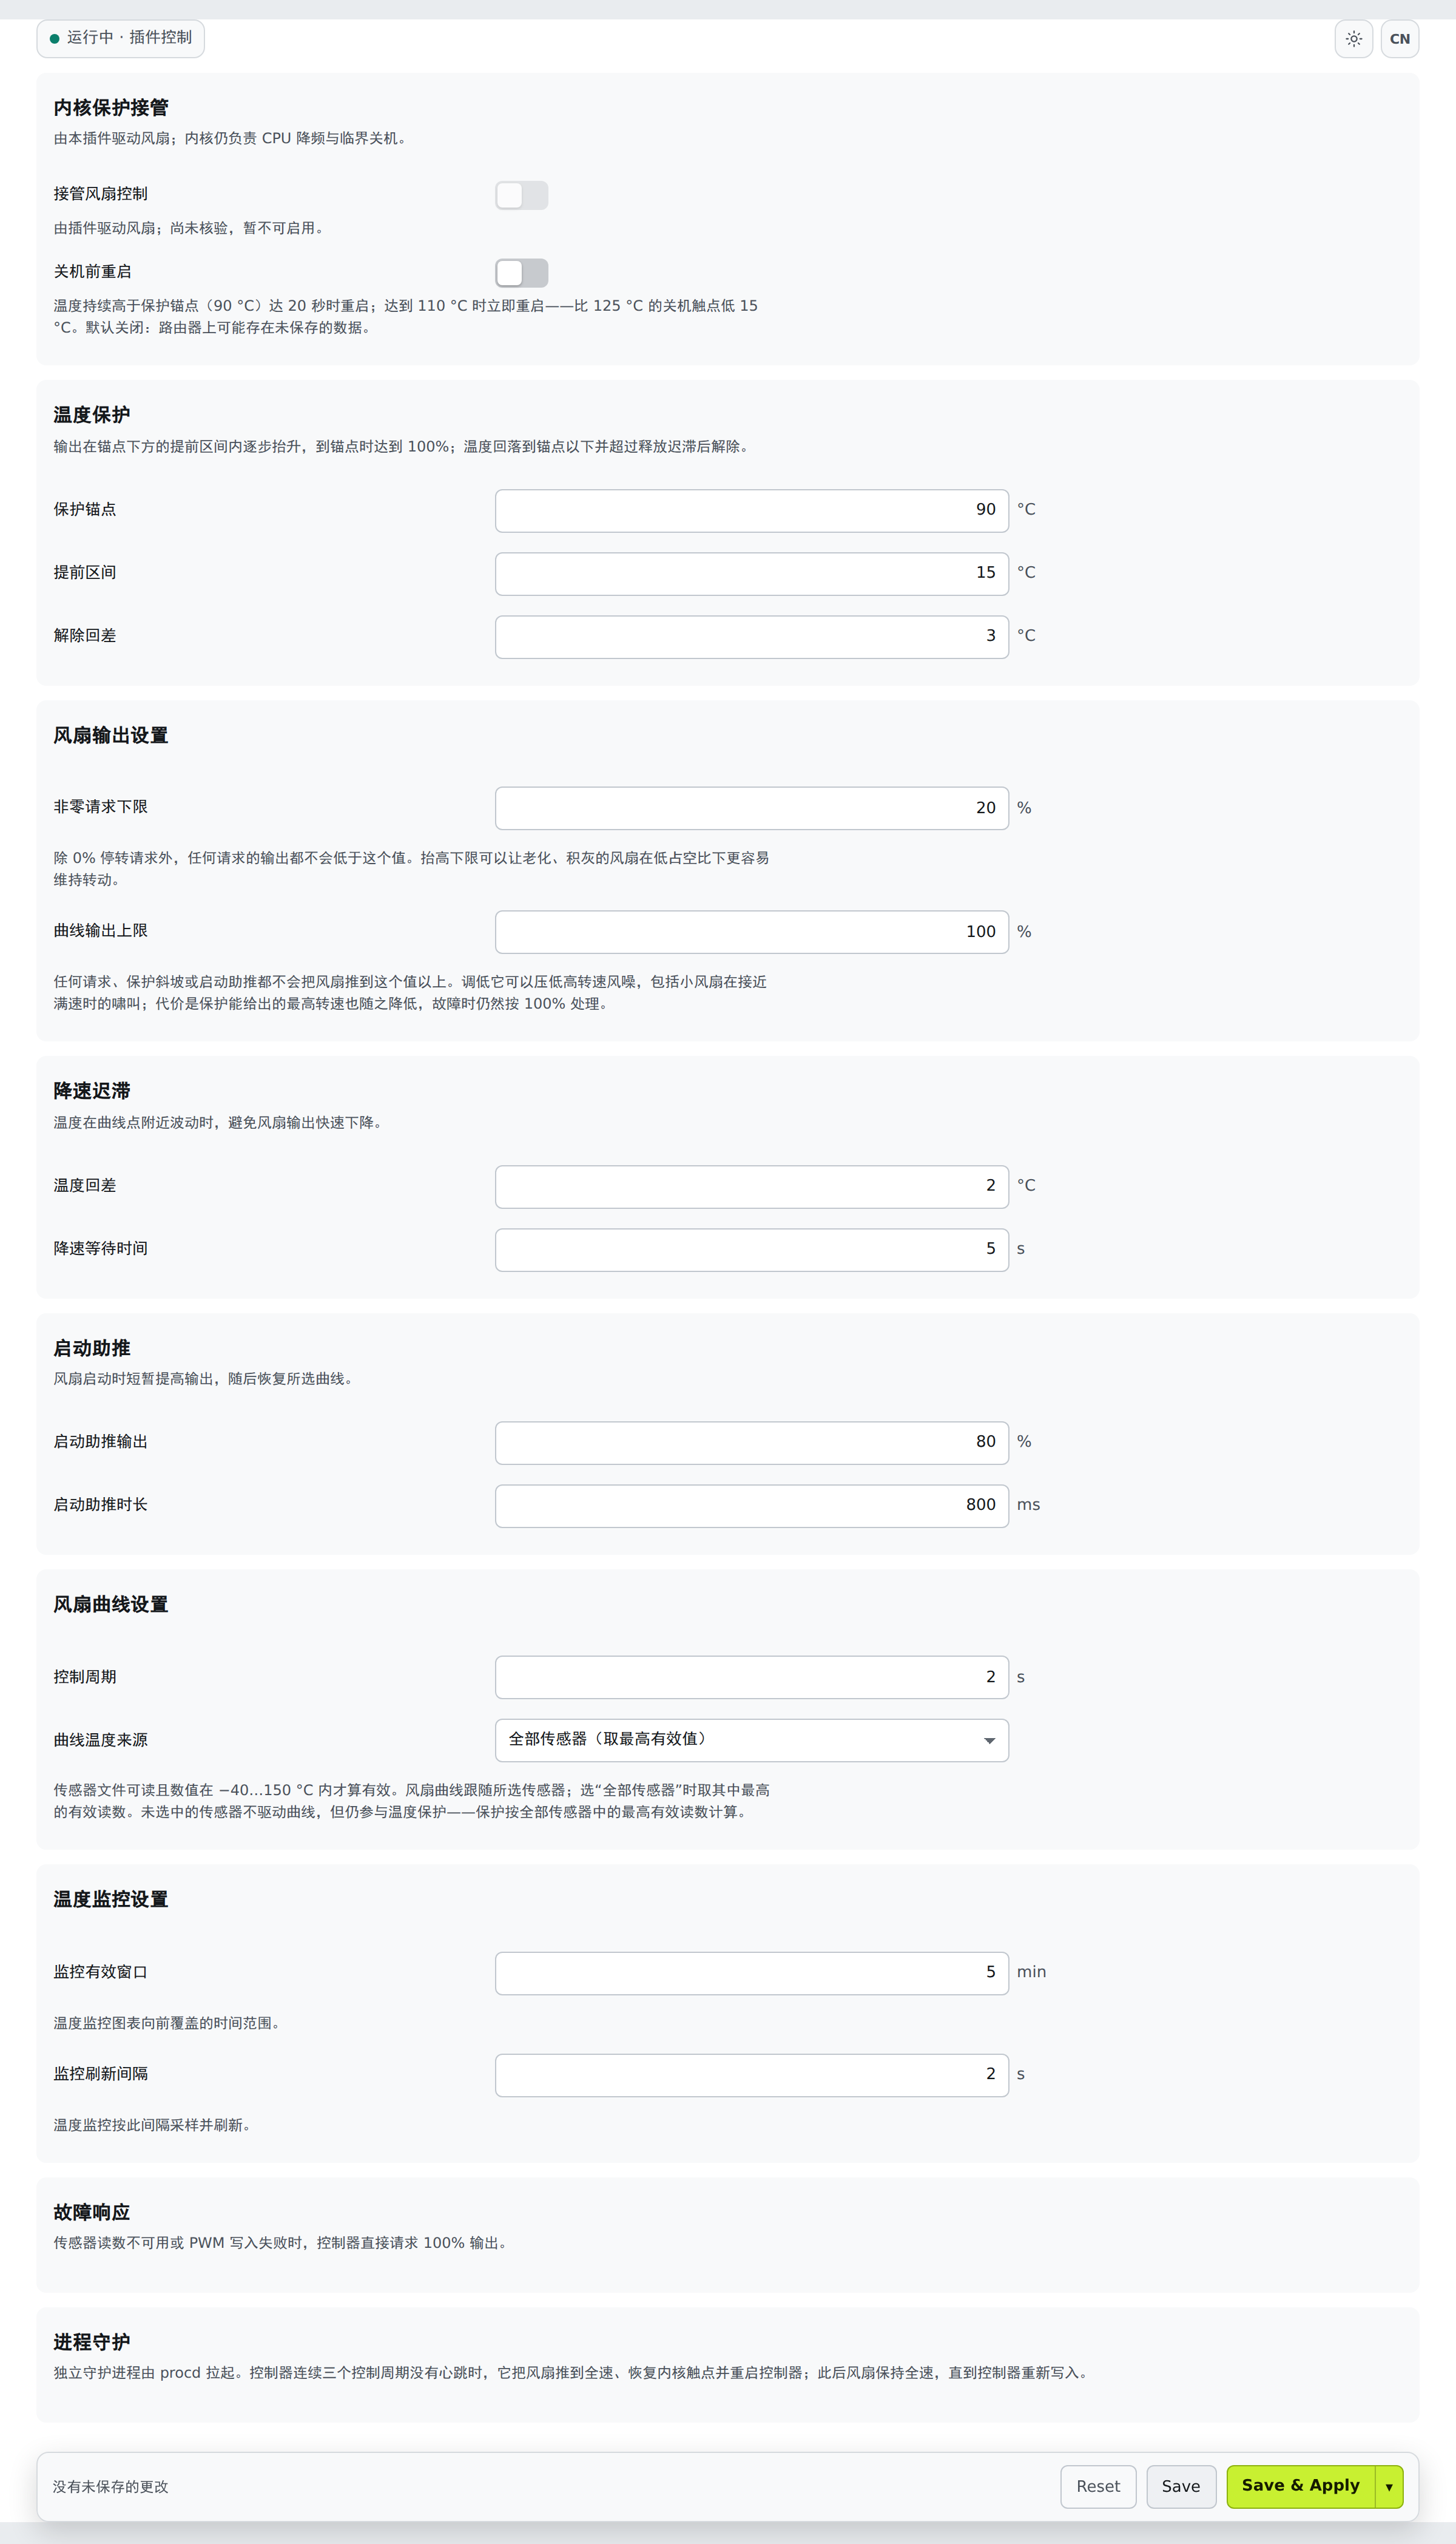 运行中 · 插件控制
CN
内核保护接管
由本插件驱动风扇；内核仍负责 CPU 降频与临界关机。
接管风扇控制
由插件驱动风扇；尚未核验，暂不可启用。
关机前重启
温度持续高于保护锚点（90 °C）达 20 秒时重启；达到 110 °C 时立即重启——比 125 °C 的关机触点低 15
°C。默认关闭：路由器上可能存在未保存的数据。
温度保护
输出在锚点下方的提前区间内逐步抬升，到锚点时达到 100%；温度回落到锚点以下并超过释放迟滞后解除。
保护锚点 90 °C
提前区间 15 °C
解除回差 3 °C
风扇输出设置
非零请求下限 20 %
除 0% 停转请求外，任何请求的输出都不会低于这个值。抬高下限可以让老化、积灰的风扇在低占空比下更容易
维持转动。
曲线输出上限 100 %
任何请求、保护斜坡或启动助推都不会把风扇推到这个值以上。调低它可以压低高转速风噪，包括小风扇在接近
满速时的啸叫；代价是保护能给出的最高转速也随之降低，故障时仍然按 100% 处理。
降速迟滞
温度在曲线点附近波动时，避免风扇输出快速下降。
温度回差 2 °C
降速等待时间 5 s
启动助推
风扇启动时短暂提高输出，随后恢复所选曲线。
启动助推输出 80 %
启动助推时长 800 ms
风扇曲线设置
控制周期 2 s
曲线温度来源 全部传感器（取最高有效值）
传感器文件可读且数值在 −40…150 °C 内才算有效。风扇曲线跟随所选传感器；选“全部传感器”时取其中最高
的有效读数。未选中的传感器不驱动曲线，但仍参与温度保护——保护按全部传感器中的最高有效读数计算。
温度监控设置
监控有效窗口 5 min
温度监控图表向前覆盖的时间范围。
监控刷新间隔 2 s
温度监控按此间隔采样并刷新。
故障响应
传感器读数不可用或 PWM 写入失败时，控制器直接请求 100% 输出。
进程守护
独立守护进程由 procd 拉起。控制器连续三个控制周期没有心跳时，它把风扇推到全速、恢复内核触点并重启控制器；此后风扇保持全速，直到控制器重新写入。
没有未保存的更改 Reset Save Save & Apply ▾